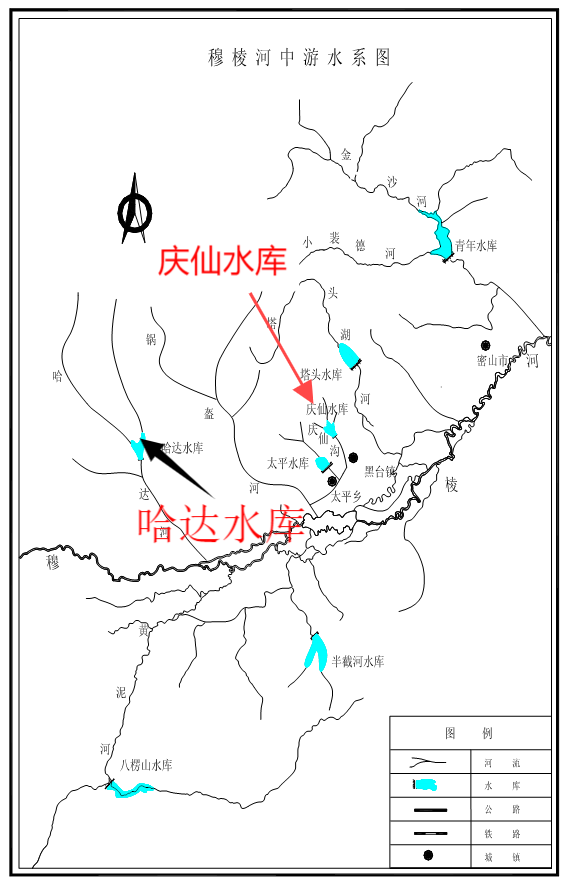 穆棱河中游水系图
金沙河
青年水库
小裴德河
庆仙水库
塔头湖河
锅盔河
哈达河
密山市
塔头水库
庆仙水库
庆仙沟
哈达水库
太平水库
黑台镇
太平乡
哈达水库
穆棱河
半截河水库
黄泥河
八楞山水库
图例
河流
水库
公路
铁路
城镇